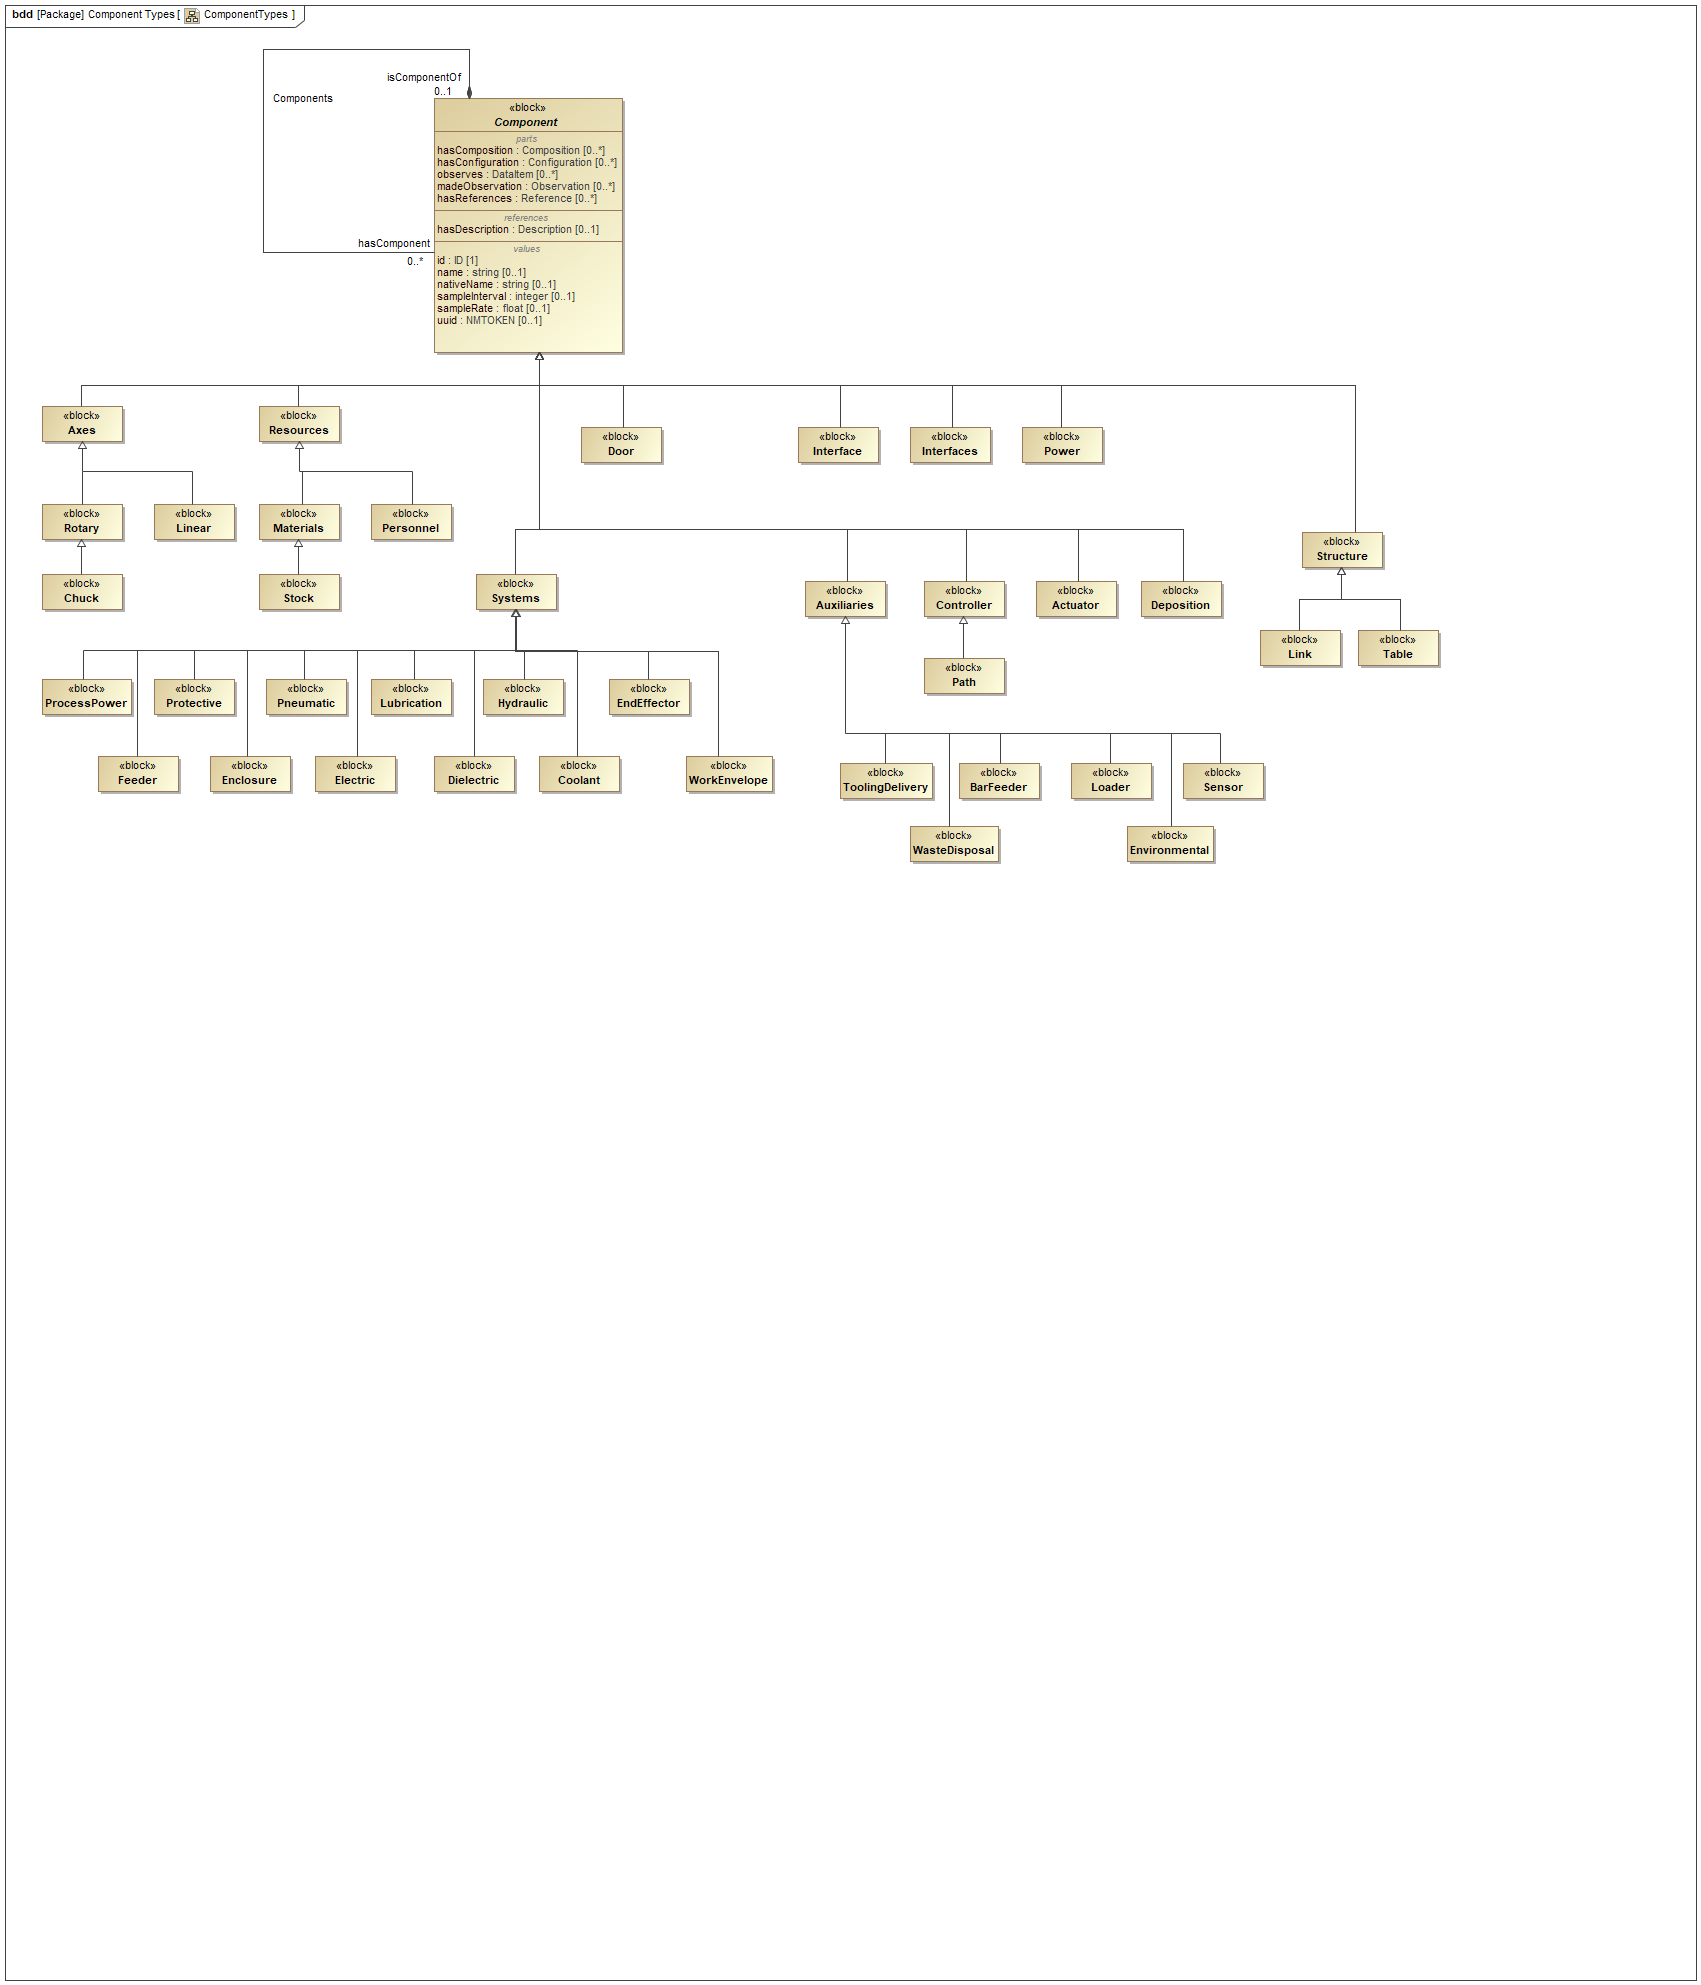 bdd [Package] Component Types [ ComponentTypes ]
isComponentOf
0..1
Components
«block»
Component
parts
hasComposition : Composition [0..*]
hasConfiguration : Configuration [0..*]
observes : DataItem [0..*]
madeObservation : Observation [0..*]
hasReferences : Reference [0..*]
references
hasDescription : Description [0..1]
values
id : ID [1]
name : string [0..1]
nativeName : string [0..1]
sampleInterval : integer [0..1]
sampleRate : float [0..1]
uuid : NMTOKEN [0..1]
hasComponent
0..*
«block»
Axes
«block»
Resources
«block»
Door
«block»
Interface
«block»
Interfaces
«block»
Power
«block»
Rotary
«block»
Linear
«block»
Materials
«block»
Personnel
«block»
Structure
«block»
Chuck
«block»
Stock
«block»
Systems
«block»
Auxiliaries
«block»
Controller
«block»
Actuator
«block»
Deposition
«block»
Link
«block»
Table
«block»
Path
«block»
ProcessPower
«block»
Protective
«block»
Pneumatic
«block»
Lubrication
«block»
Hydraulic
«block»
EndEffector
«block»
Feeder
«block»
Enclosure
«block»
Electric
«block»
Dielectric
«block»
Coolant
«block»
WorkEnvelope
«block»
ToolingDelivery
«block»
BarFeeder
«block»
Loader
«block»
Sensor
«block»
WasteDisposal
«block»
Environmental